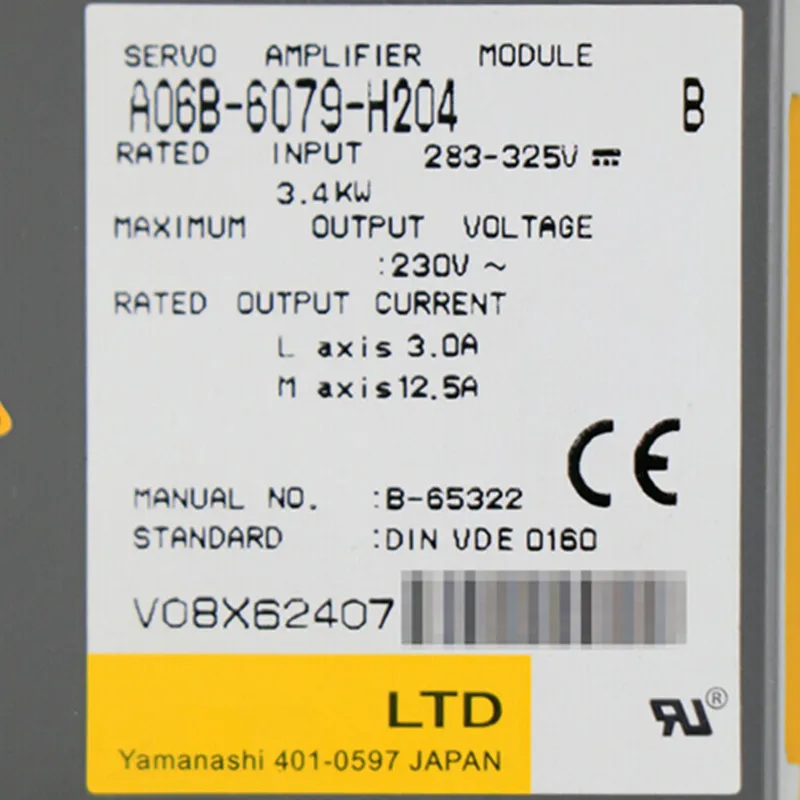 SERVO AMPLIFIER MODULE
A06B-6079-H204 B
RATED INPUT 283-325V ⎓
3.4KW
MAXIMUM OUTPUT VOLTAGE
:230V ~
RATED OUTPUT CURRENT
L axis 3.0A
M axis 12.5A
CE
MANUAL NO. :B-65322
STANDARD :DIN VDE 0160
V08X62407
LTD
Yamanashi 401-0597 JAPAN
RU®